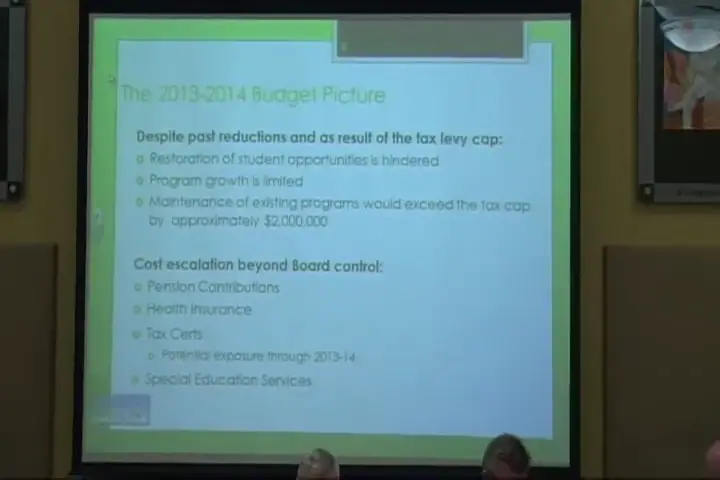 The 2013-2014 Budget Picture
Despite past reductions and as result of the tax levy cap:
Restoration of student opportunities is hindered
Program growth is limited
Maintenance of existing programs would exceed the tax cap
by approximately $2,000,000
Cost escalation beyond Board control:
Pension Contributions
Health Insurance
Tax Certs
Potential exposure through 2013-14
Special Education Services